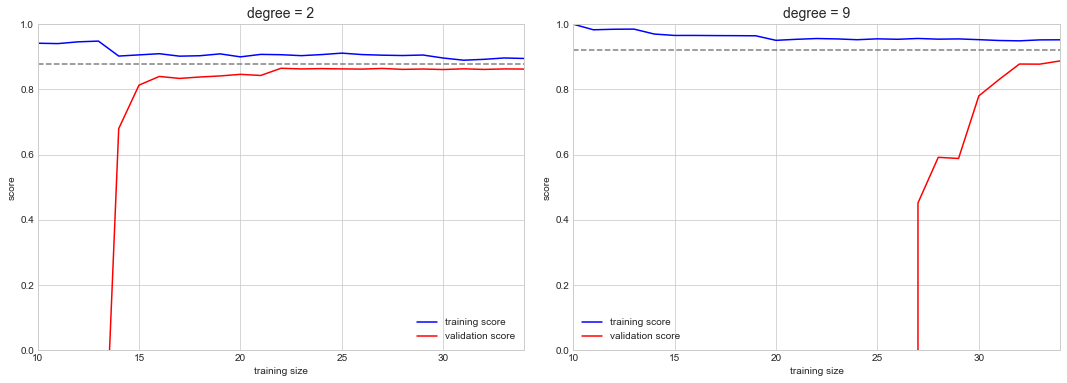 degree = 2
1.0
0.8
0.6
0.4
0.2
0.0
score
training score
validation score
10
15
20
25
30
training size
degree = 9
1.0
0.8
0.6
0.4
0.2
0.0
score
training score
validation score
10
15
20
25
30
training size